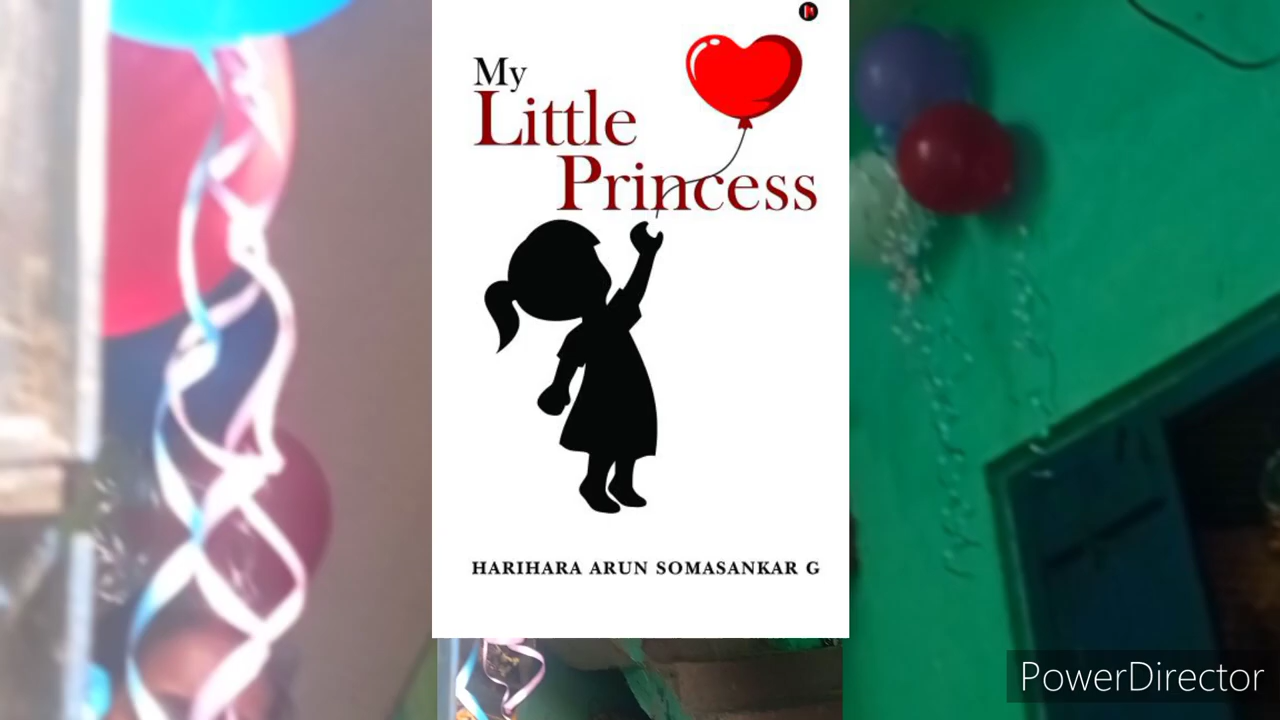 My
Little
Princess
HARIHARA ARUN SOMASANKAR G
PowerDirector